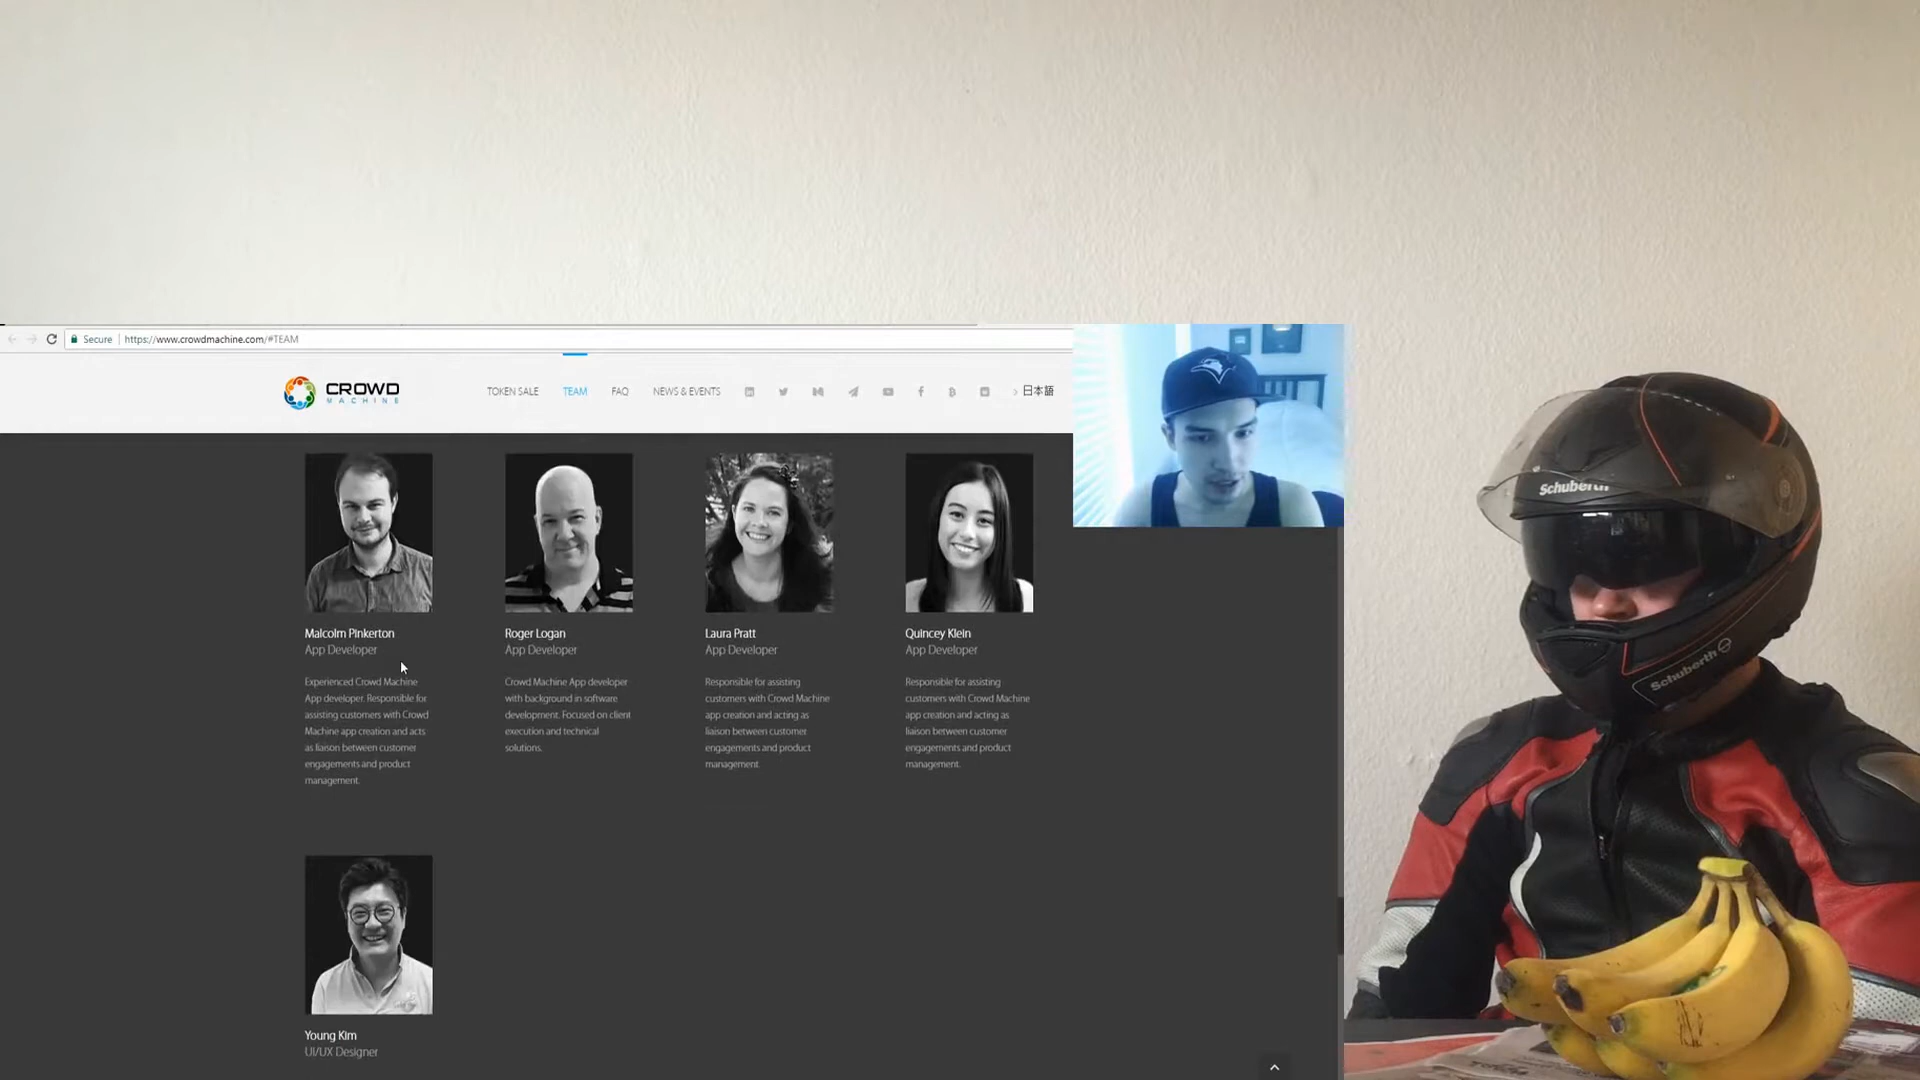 Secure https://www.crowdmachine.com/#TEAM
CROWD
MACHINE
TOKEN SALE TEAM FAQ NEWS & EVENTS 日本語
Malcolm Pinkerton
App Developer
Experienced Crowd Machine
App developer. Responsible for
assisting customers with Crowd
Machine app creation and acts
as liaison between customer
engagements and product
management.
Roger Logan
App Developer
Crowd Machine App developer
with background in software
development. Focused on client
execution and technical
solutions.
Laura Pratt
App Developer
Responsible for assisting
customers with Crowd Machine
app creation and acting as
liaison between customer
engagements and product
management.
Quincey Klein
App Developer
Responsible for assisting
customers with Crowd Machine
app creation and acting as
liaison between customer
engagements and product
management.
Young Kim
UI/UX Designer
Schuberth
Schuberth